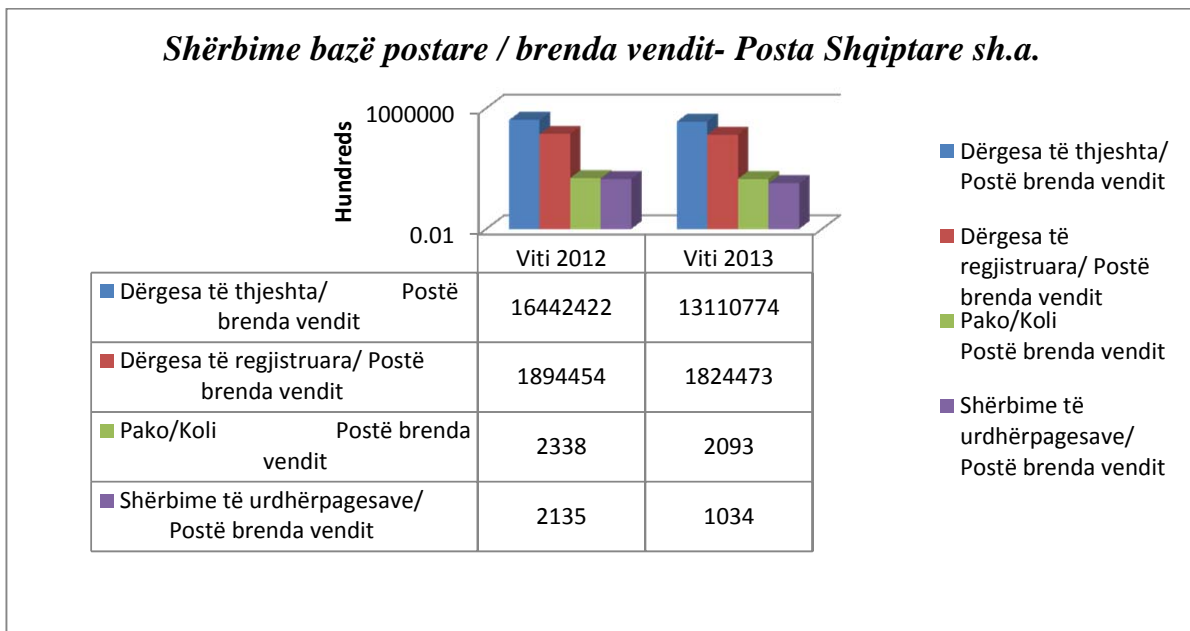 Shërbime bazë postare / brenda vendit- Posta Shqiptare sh.a.
Hundreds
1000000
0.01
Viti 2012 Viti 2013
Dërgesa të thjeshta/ Postë
brenda vendit
16442422 13110774
Dërgesa të regjistruara/ Postë
brenda vendit
1894454 1824473
Pako/Koli Postë brenda
vendit
2338 2093
Shërbime të urdhërpagesave/
Postë brenda vendit
2135 1034
Dërgesa të thjeshta/
Postë brenda vendit
Dërgesa të
regjistruara/ Postë
brenda vendit
Pako/Koli
Postë brenda vendit
Shërbime të
urdhërpagesave/
Postë brenda vendit